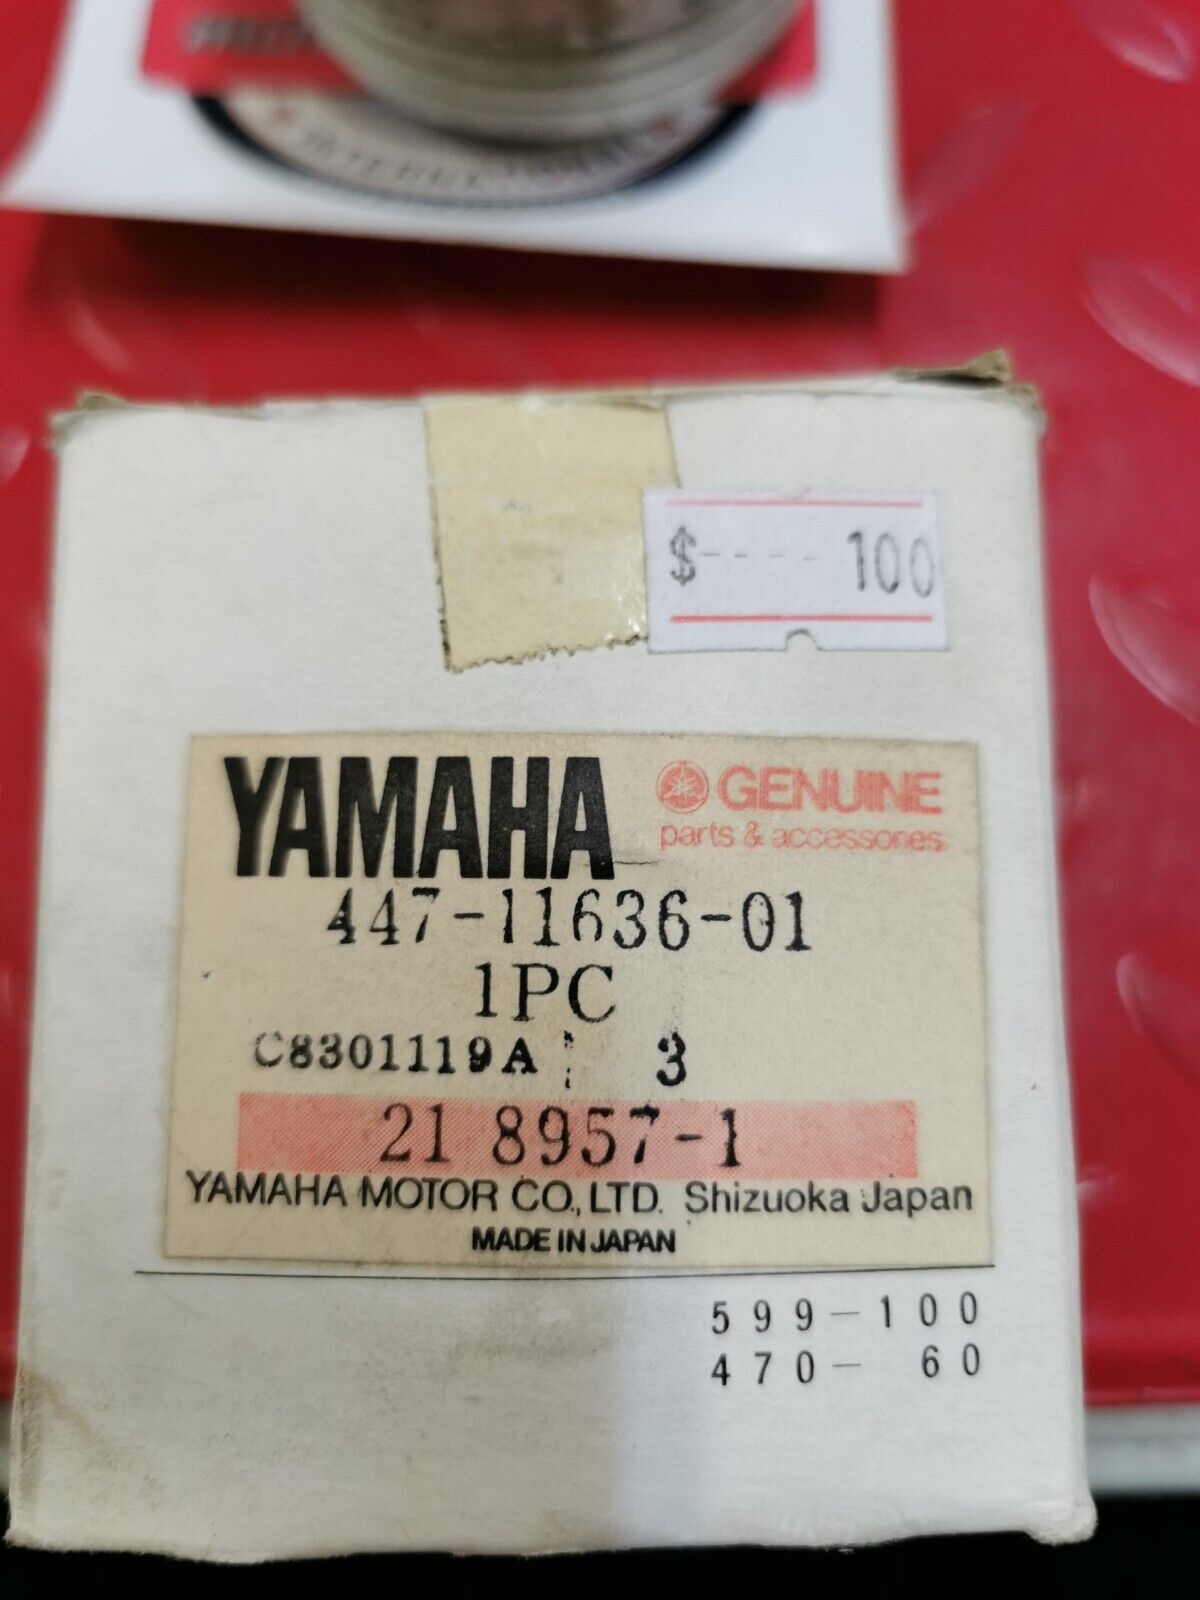 $---- 100
YAMAHA
GENUINE
parts & accessories
447-11636-01
1PC
C8301119A 3
21 8957-1
YAMAHA MOTOR CO., LTD. Shizuoka Japan
MADE IN JAPAN
599-100
470- 60